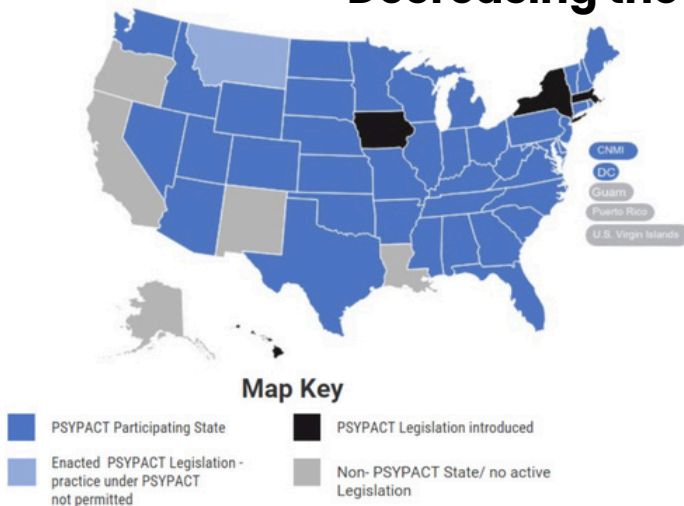 Decreasing the
CNMI
DC
Guam
Puerto Rico
U.S. Virgin Islands
Map Key
PSYPACT Participating State
PSYPACT Legislation introduced
Enacted PSYPACT Legislation -
practice under PSYPACT
not permitted
Non- PSYPACT State/ no active
Legislation